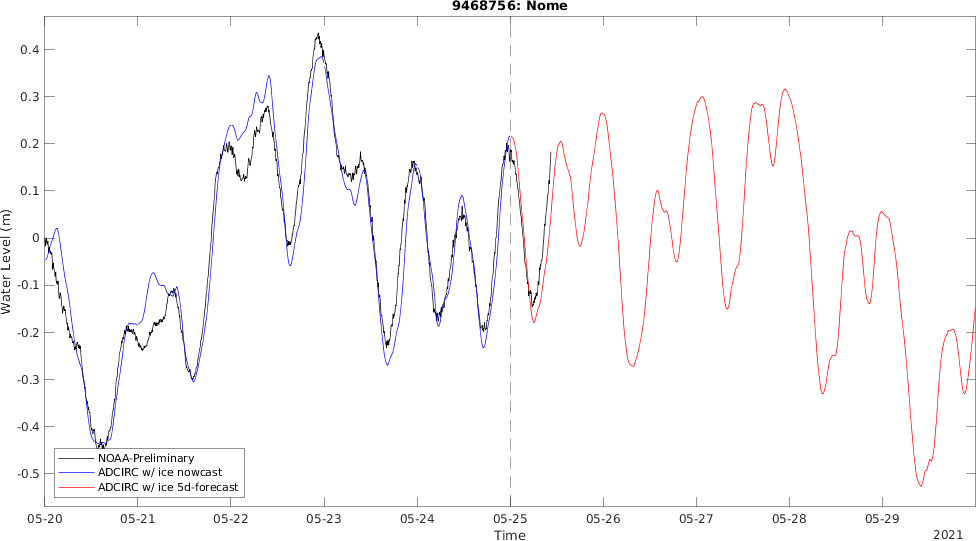 9468756: Nome
0.4
0.3
0.2
0.1
0
-0.1
-0.2
-0.3
-0.4
-0.5
Water Level (m)
NOAA-Preliminary
ADCIRC w/ ice nowcast
ADCIRC w/ ice 5d-forecast
05-20 05-21 05-22 05-23 05-24 05-25 05-26 05-27 05-28 05-29
Time
2021